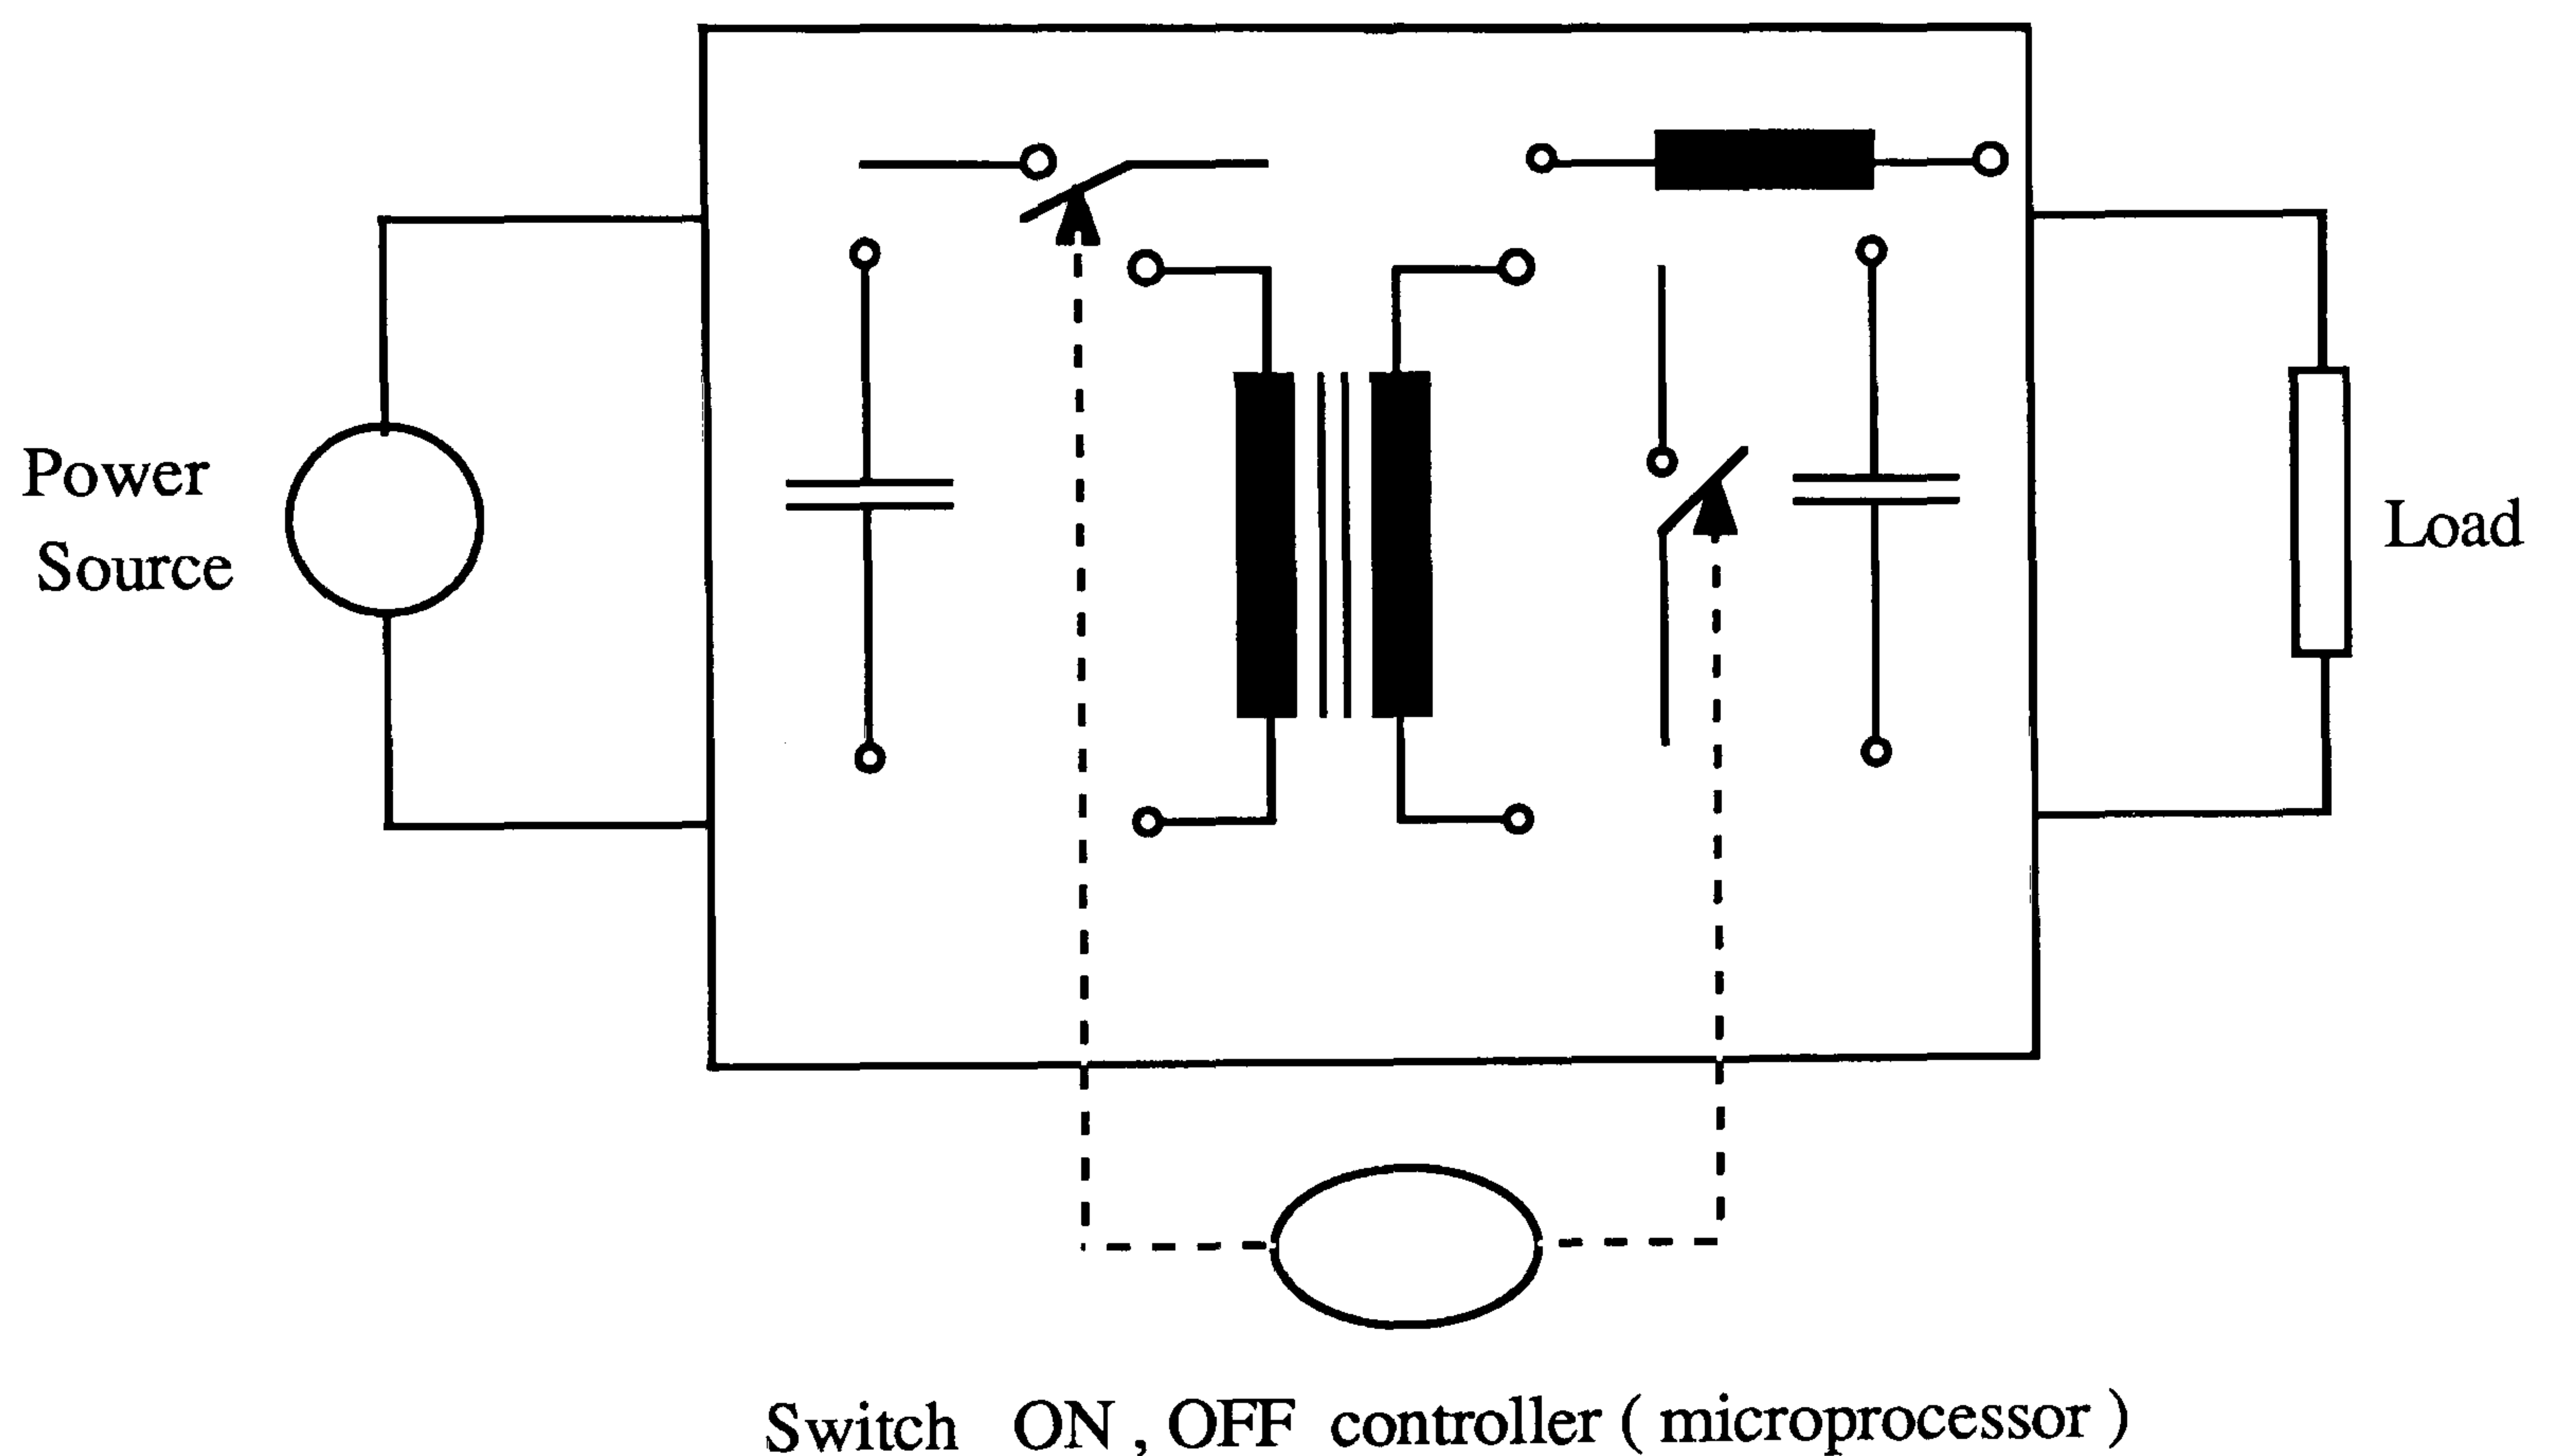 Power
Source
Load
Switch ON , OFF controller ( microprocessor )